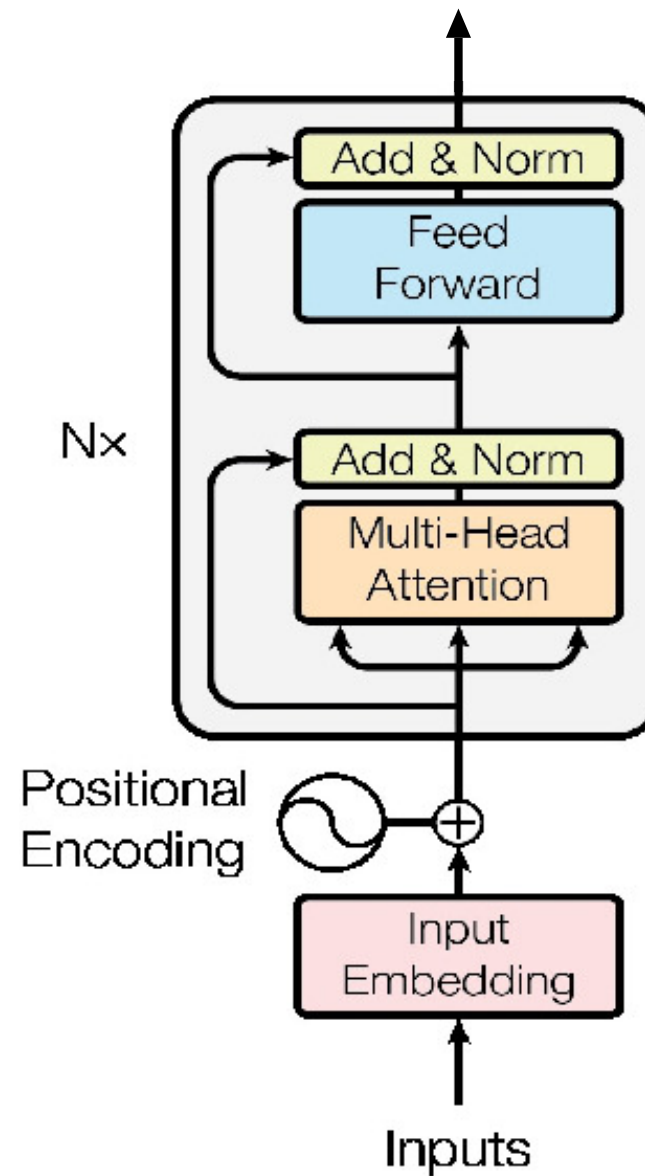 Add & Norm
Feed
Forward
Nx
Add & Norm
Multi-Head
Attention
Positional
Encoding
Input
Embedding
Inputs